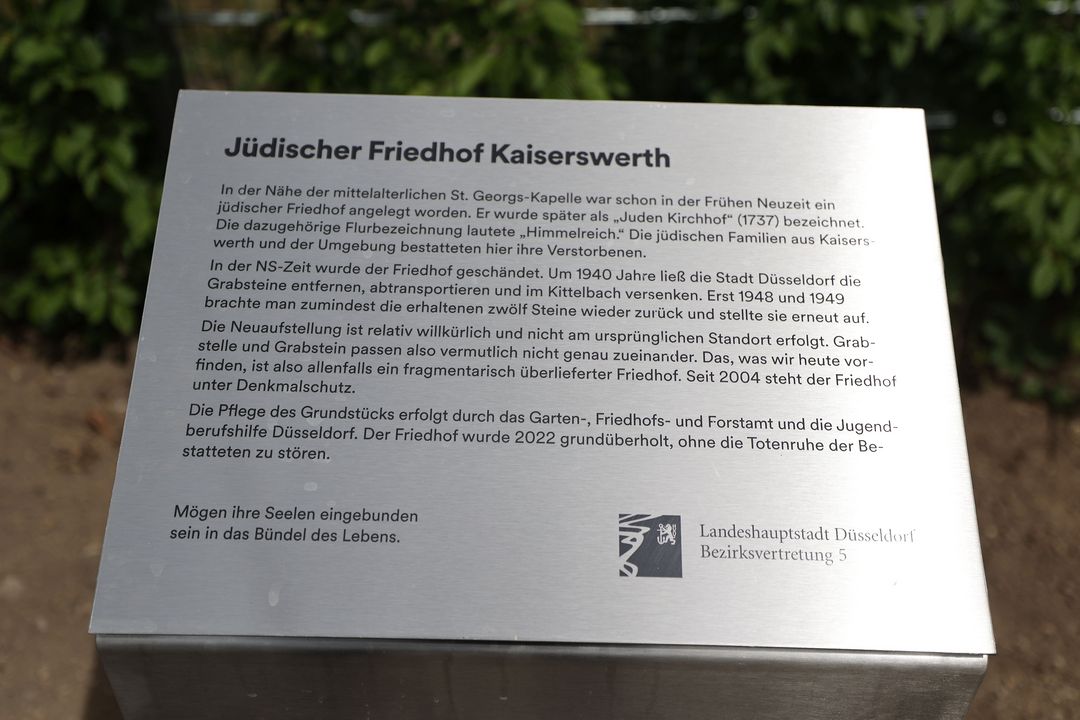 Jüdischer Friedhof Kaiserswerth
In der Nähe der mittelalterlichen St. Georgs-Kapelle war schon in der Frühen Neuzeit ein
jüdischer Friedhof angelegt worden. Er wurde später als „Juden Kirchhof“ (1737) bezeichnet.
Die dazugehörige Flurbezeichnung lautete „Himmelreich.“ Die jüdischen Familien aus Kaisers-
werth und der Umgebung bestatteten hier ihre Verstorbenen.
In der NS-Zeit wurde der Friedhof geschändet. Um 1940 Jahre ließ die Stadt Düsseldorf die
Grabsteine entfernen, abtransportieren und im Kittelbach versenken. Erst 1948 und 1949
brachte man zumindest die erhaltenen zwölf Steine wieder zurück und stellte sie erneut auf.
Die Neuaufstellung ist relativ willkürlich und nicht am ursprünglichen Standort erfolgt. Grab-
stelle und Grabstein passen also vermutlich nicht genau zueinander. Das, was wir heute vor-
finden, ist also allenfalls ein fragmentarisch überlieferter Friedhof. Seit 2004 steht der Friedhof
unter Denkmalschutz.
Die Pflege des Grundstücks erfolgt durch das Garten-, Friedhofs- und Forstamt und die Jugend-
berufshilfe Düsseldorf. Der Friedhof wurde 2022 grundüberholt, ohne die Totenruhe der Be-
statteten zu stören.
Mögen ihre Seelen eingebunden
sein in das Bündel des Lebens.
Landeshauptstadt Düsseldorf
Bezirksvertretung 5